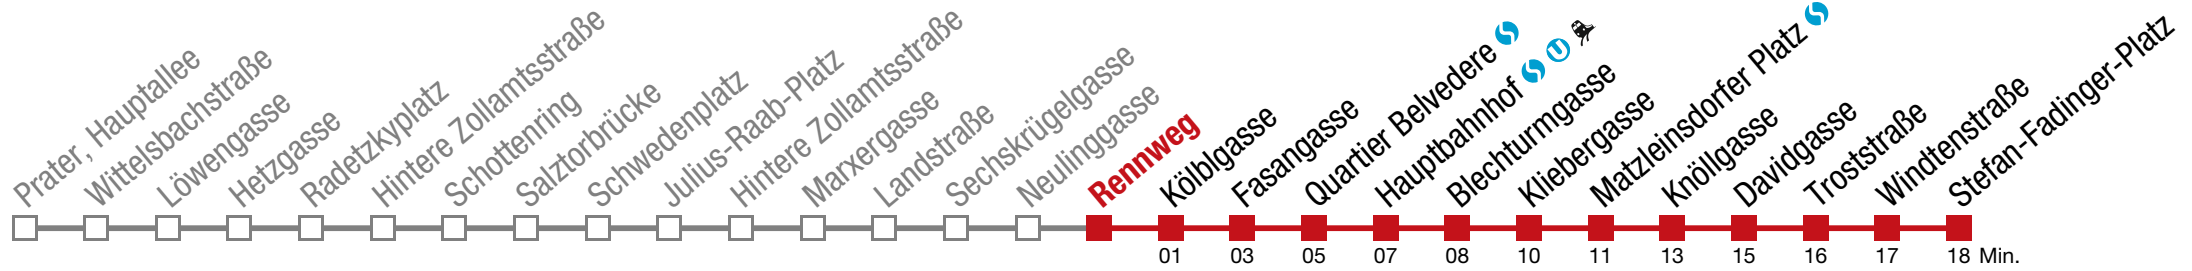 Prater, Hauptallee
Wittelsbachstraße
Löwengasse
Hetzgasse
Radetzkyplatz
Hintere Zollamtsstraße
Schottenring
Salztorbrücke
Schwedenplatz
Julius-Raab-Platz
Hintere Zollamtsstraße
Marxergasse
Landstraße
Sechskrügelgasse
Neulinggasse
Rennweg
Kölblgasse
Fasangasse
Quartier Belvedere S
Hauptbahnhof S U
Blechturmgasse
Kliebergasse
Matzleinsdorfer Platz S
Knöllgasse
Davidgasse
Troststraße
Windtenstraße
Stefan-Fadinger-Platz
01 03 05 07 08 10 11 13 15 16 17 18 Min.